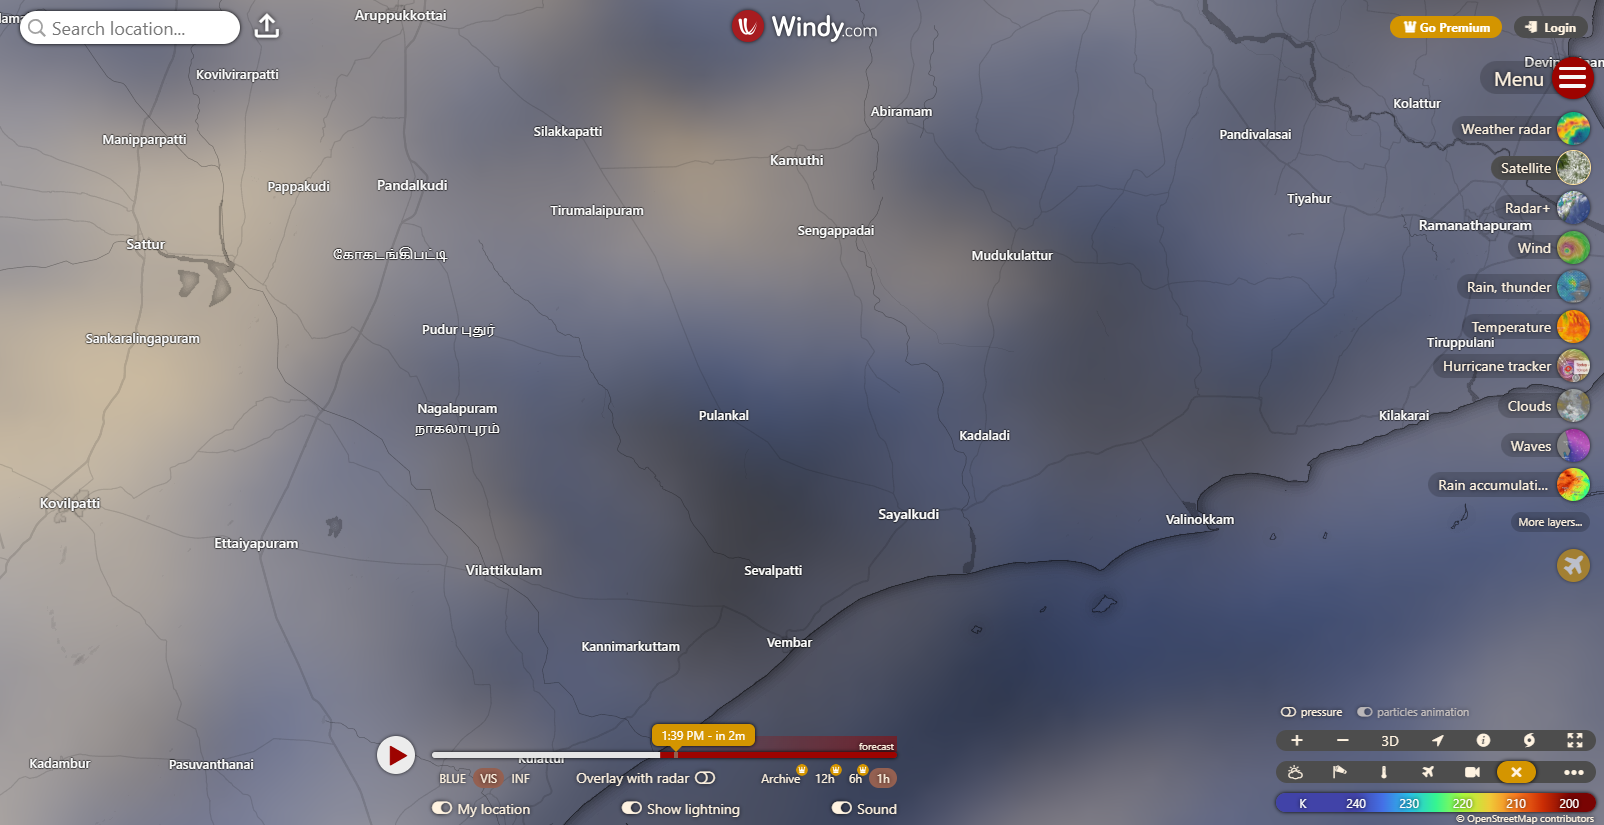 Aruppukkottai
Search location...
Windy.com
Go Premium
Login
Kovilvirarpatti
Menu
Kolattur
Abiramam
Weather radar
Manipparpatti
Silakkapatti
Pandivalasai
Kamuthi
Satellite
Pappakudi
Pandalkudi
Tiyahur
Radar+
Tirumalaipuram
Ramanathapuram
Sengappadai
Sattur
Wind
கோகடங்கிபட்டி
Mudukulattur
Rain, thunder
Temperature
Pudur புதூர்
Sankaralingapuram
Tiruppulani
Hurricane tracker
Clouds
Nagalapuram
நாகலாபுரம்
Pulankal
Kilakarai
Kadaladi
Waves
Rain accumulati...
Kovilpatti
Sayalkudi
Valinokkam
More layers...
Ettaiyapuram
Vilattikulam
Sevalpatti
Vembar
Kannimarkuttam
pressure
particles animation
1:39 PM - in 2m
forecast
3D
Kulattur
Kadambur
Pasuvanthanai
BLUE VIS INF
Overlay with radar
Archive 12h 6h 1h
My location
Show lightning
Sound
K 240 230 220 210 200
© OpenStreetMap contributors